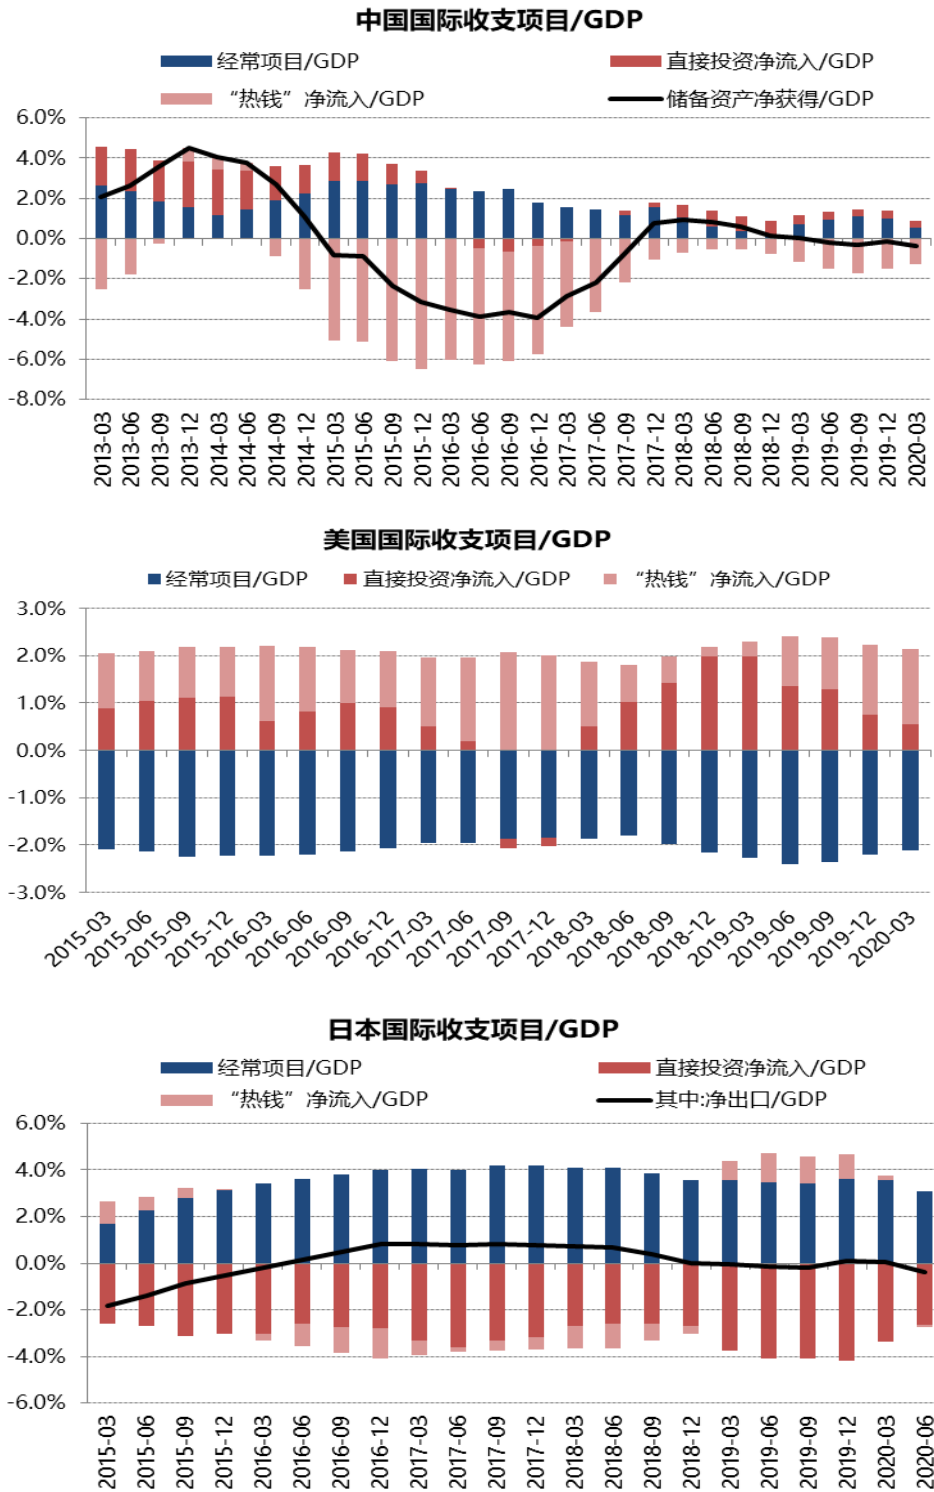 中国国际收支项目/GDP
经常项目/GDP 直接投资净流入/GDP
“热钱”净流入/GDP 储备资产净获得/GDP
6.0%
4.0%
2.0%
0.0%
-2.0%
-4.0%
-6.0%
-8.0%
2013-03 2013-06 2013-09 2013-12 2014-03 2014-06 2014-09 2014-12 2015-03 2015-06 2015-09 2015-12 2016-03 2016-06 2016-09 2016-12 2017-03 2017-06 2017-09 2017-12 2018-03 2018-06 2018-09 2018-12 2019-03 2019-06 2019-09 2019-12 2020-03
美国国际收支项目/GDP
经常项目/GDP 直接投资净流入/GDP “热钱”净流入/GDP
3.0%
2.0%
1.0%
0.0%
-1.0%
-2.0%
-3.0%
2015-03 2015-06 2015-09 2015-12 2016-03 2016-06 2016-09 2016-12 2017-03 2017-06 2017-09 2017-12 2018-03 2018-06 2018-09 2018-12 2019-03 2019-06 2019-09 2019-12 2020-03
日本国际收支项目/GDP
经常项目/GDP 直接投资净流入/GDP
“热钱”净流入/GDP 其中:净出口/GDP
6.0%
4.0%
2.0%
0.0%
-2.0%
-4.0%
-6.0%
2015-03 2015-06 2015-09 2015-12 2016-03 2016-06 2016-09 2016-12 2017-03 2017-06 2017-09 2017-12 2018-03 2018-06 2018-09 2018-12 2019-03 2019-06 2019-09 2019-12 2020-03 2020-06